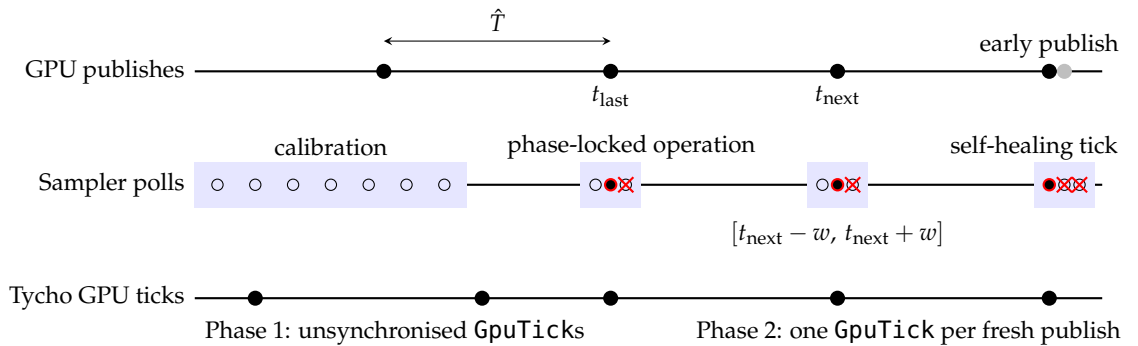 T̂
early publish
GPU publishes
t_last
t_next
calibration
phase-locked operation
self-healing tick
Sampler polls
[t_next − w, t_next + w]
Tycho GPU ticks
Phase 1: unsynchronised GpuTicks
Phase 2: one GpuTick per fresh publish